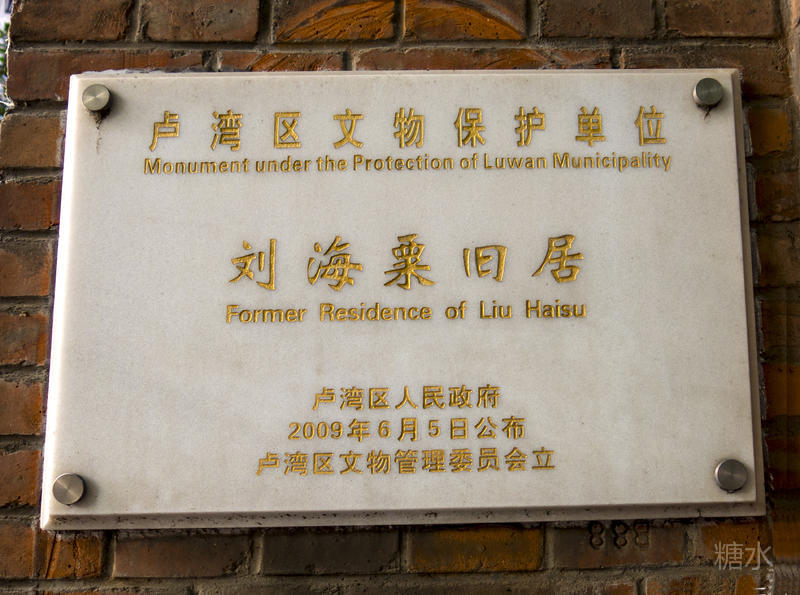 卢湾区文物保护单位
Monument under the Protection of Luwan Municipality
刘海粟旧居
Former Residence of Liu Haisu
卢湾区人民政府
2009年6月5日公布
卢湾区文物管理委员会立
888
糖水